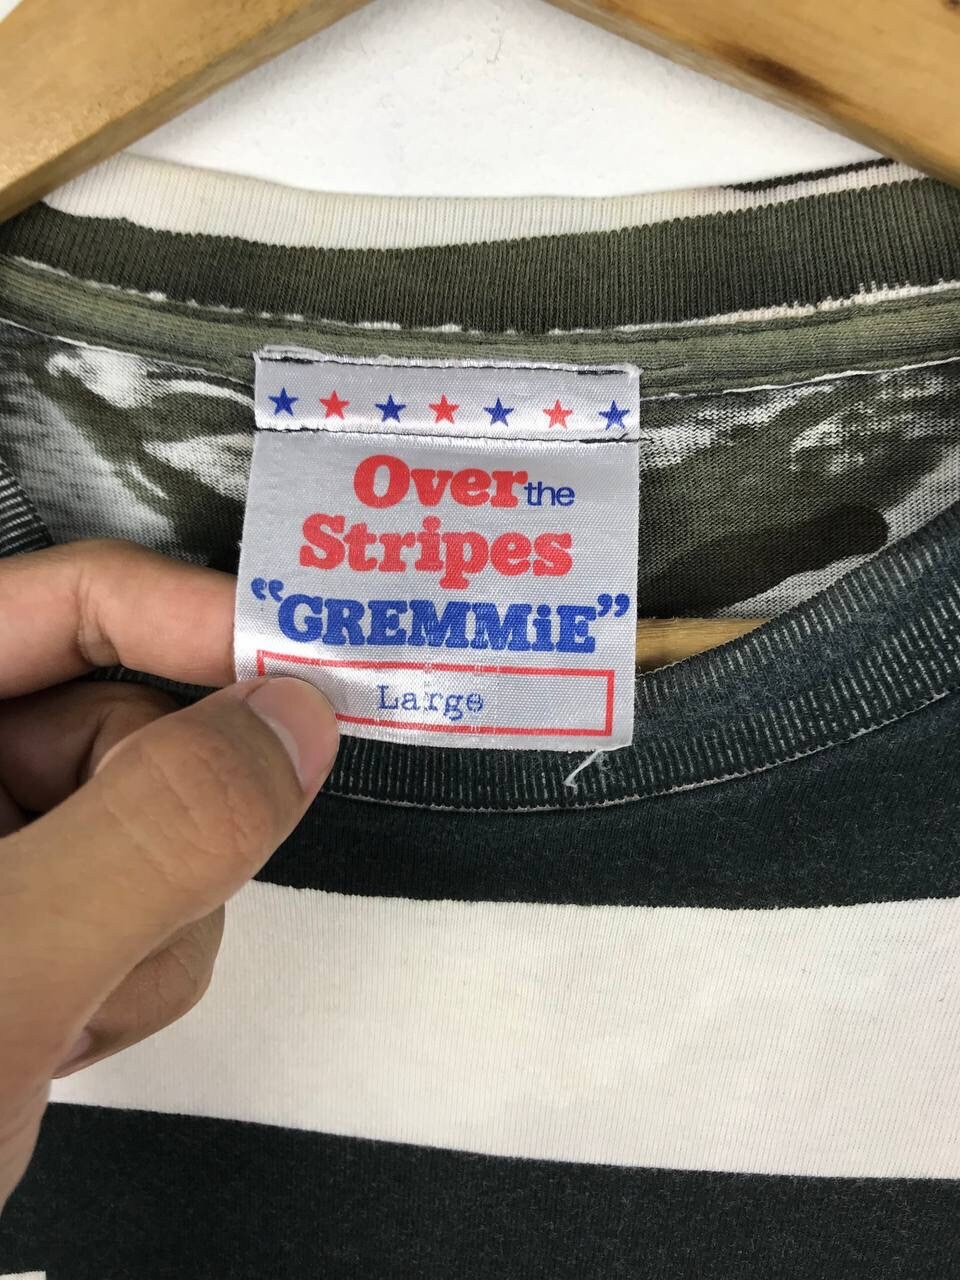 Over the
Stripes
“GREMMiE”
Large